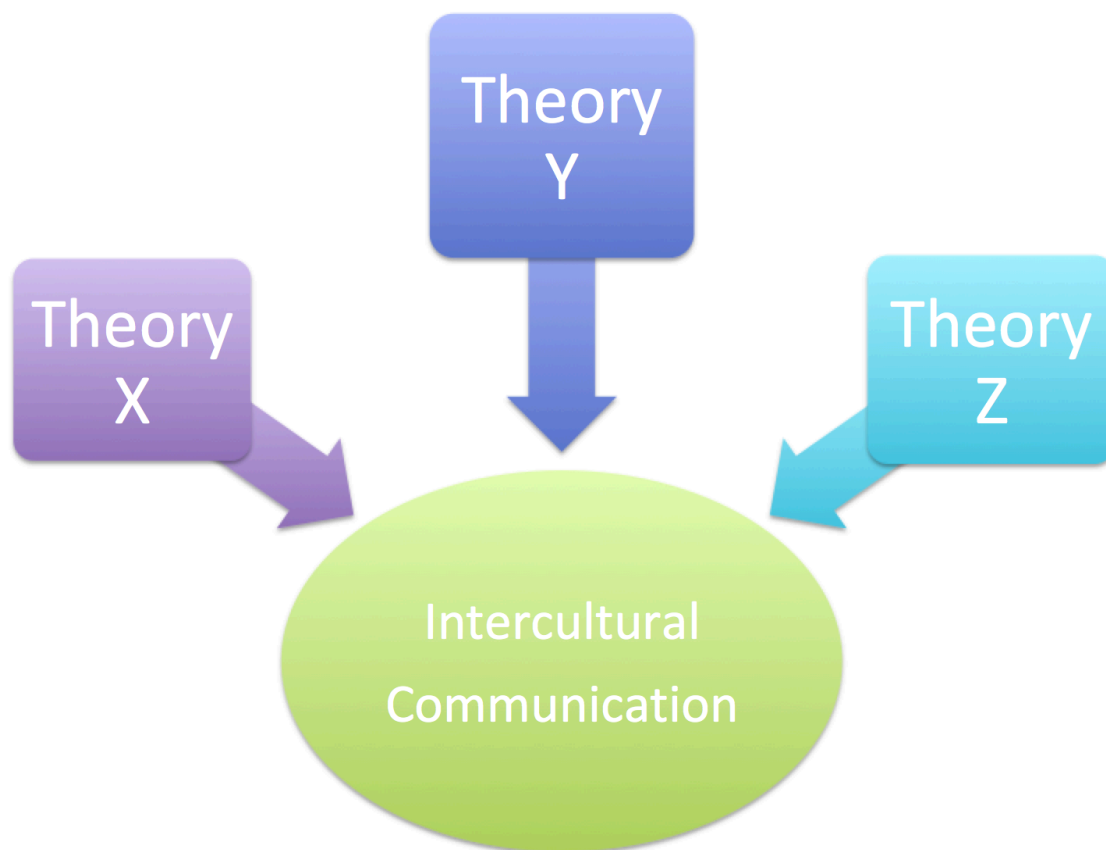 Theory
Y
Theory
X
Theory
Z
Intercultural
Communication